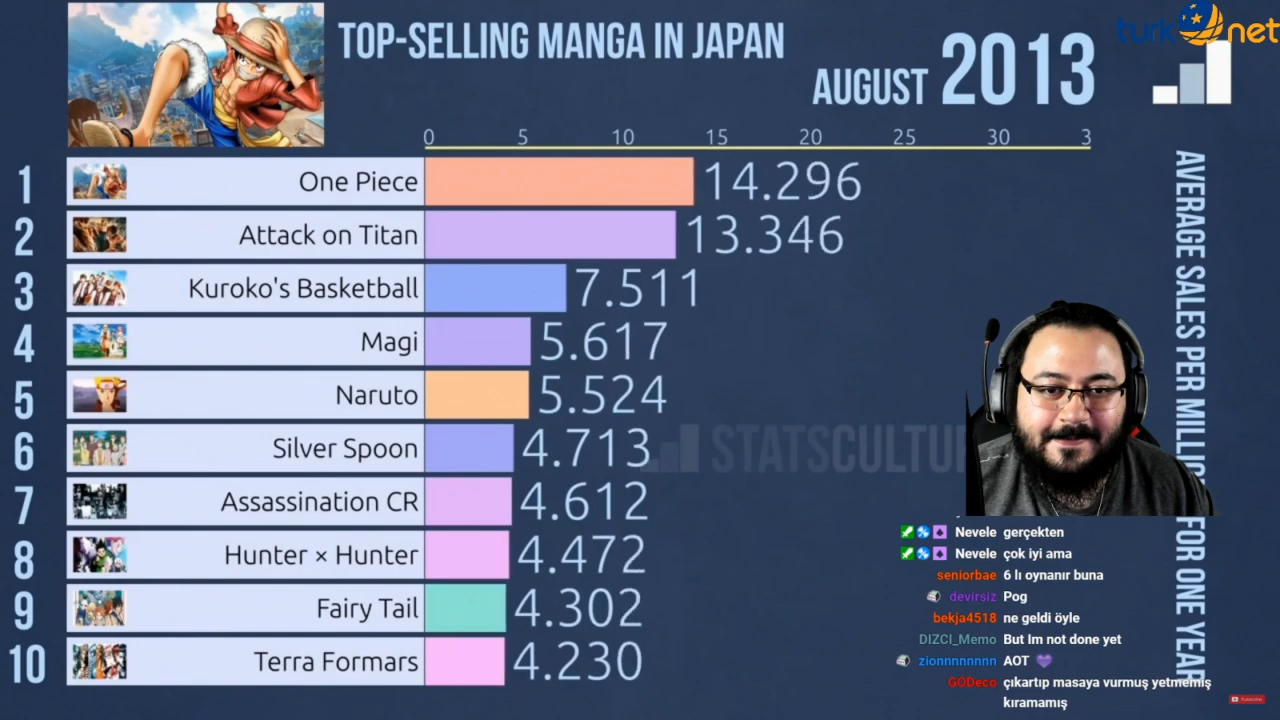 TOP-SELLING MANGA IN JAPAN
AUGUST 2013
turk net
0 5 10 15 20 25 30 3
1 One Piece 14.296
2 Attack on Titan 13.346
3 Kuroko's Basketball 7.511
4 Magi 5.617
5 Naruto 5.524
6 Silver Spoon 4.713
7 Assassination CR 4.612
8 Hunter × Hunter 4.472
9 Fairy Tail 4.302
10 Terra Formars 4.230
STATSCULTU
AVERAGE SALES PER FOR ONE YEAR
Nevele gerçekten
Nevele çok iyi ama
seniorbae 6 lı oynanır buna
devirsiz Pog
bekja4518 ne geldi öyle
DIZCI_Memo But Im not done yet
zionnnnnnnn AOT
GODeco çıkartıp masaya vurmuş yetmemiş
kıramamış